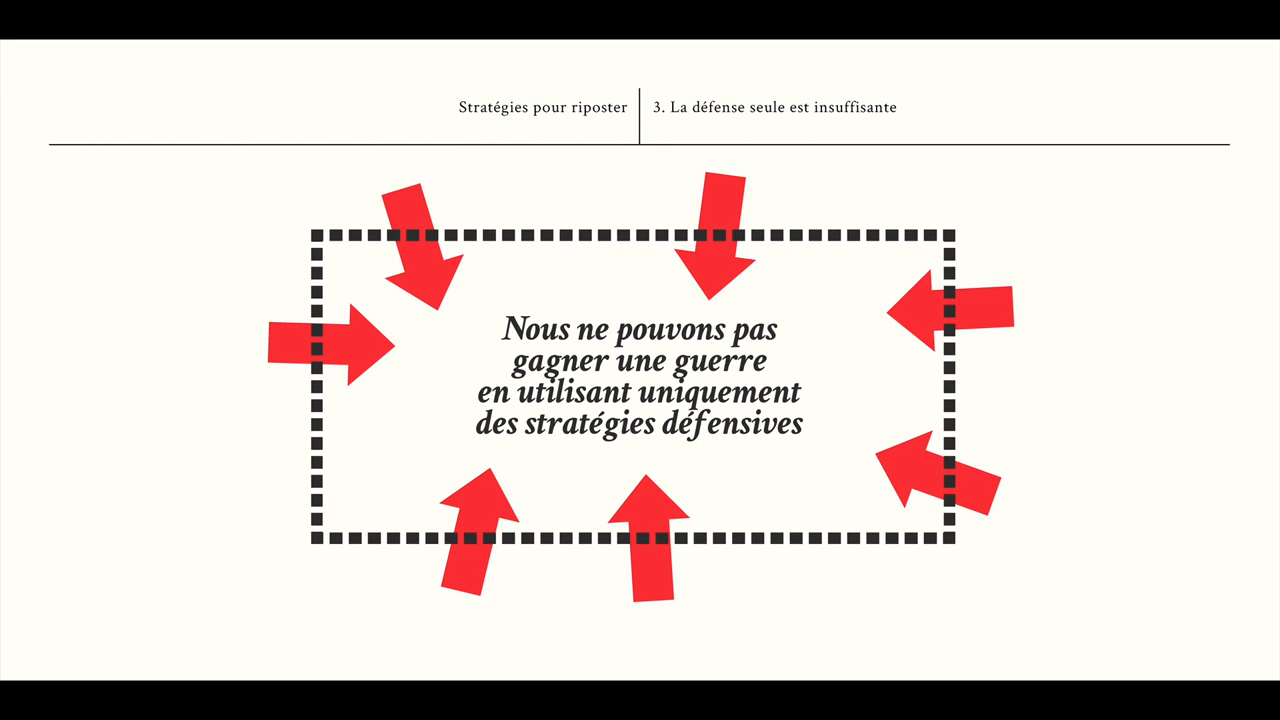 Stratégies pour riposter
3. La défense seule est insuffisante
Nous ne pouvons pas
gagner une guerre
en utilisant uniquement
des stratégies défensives